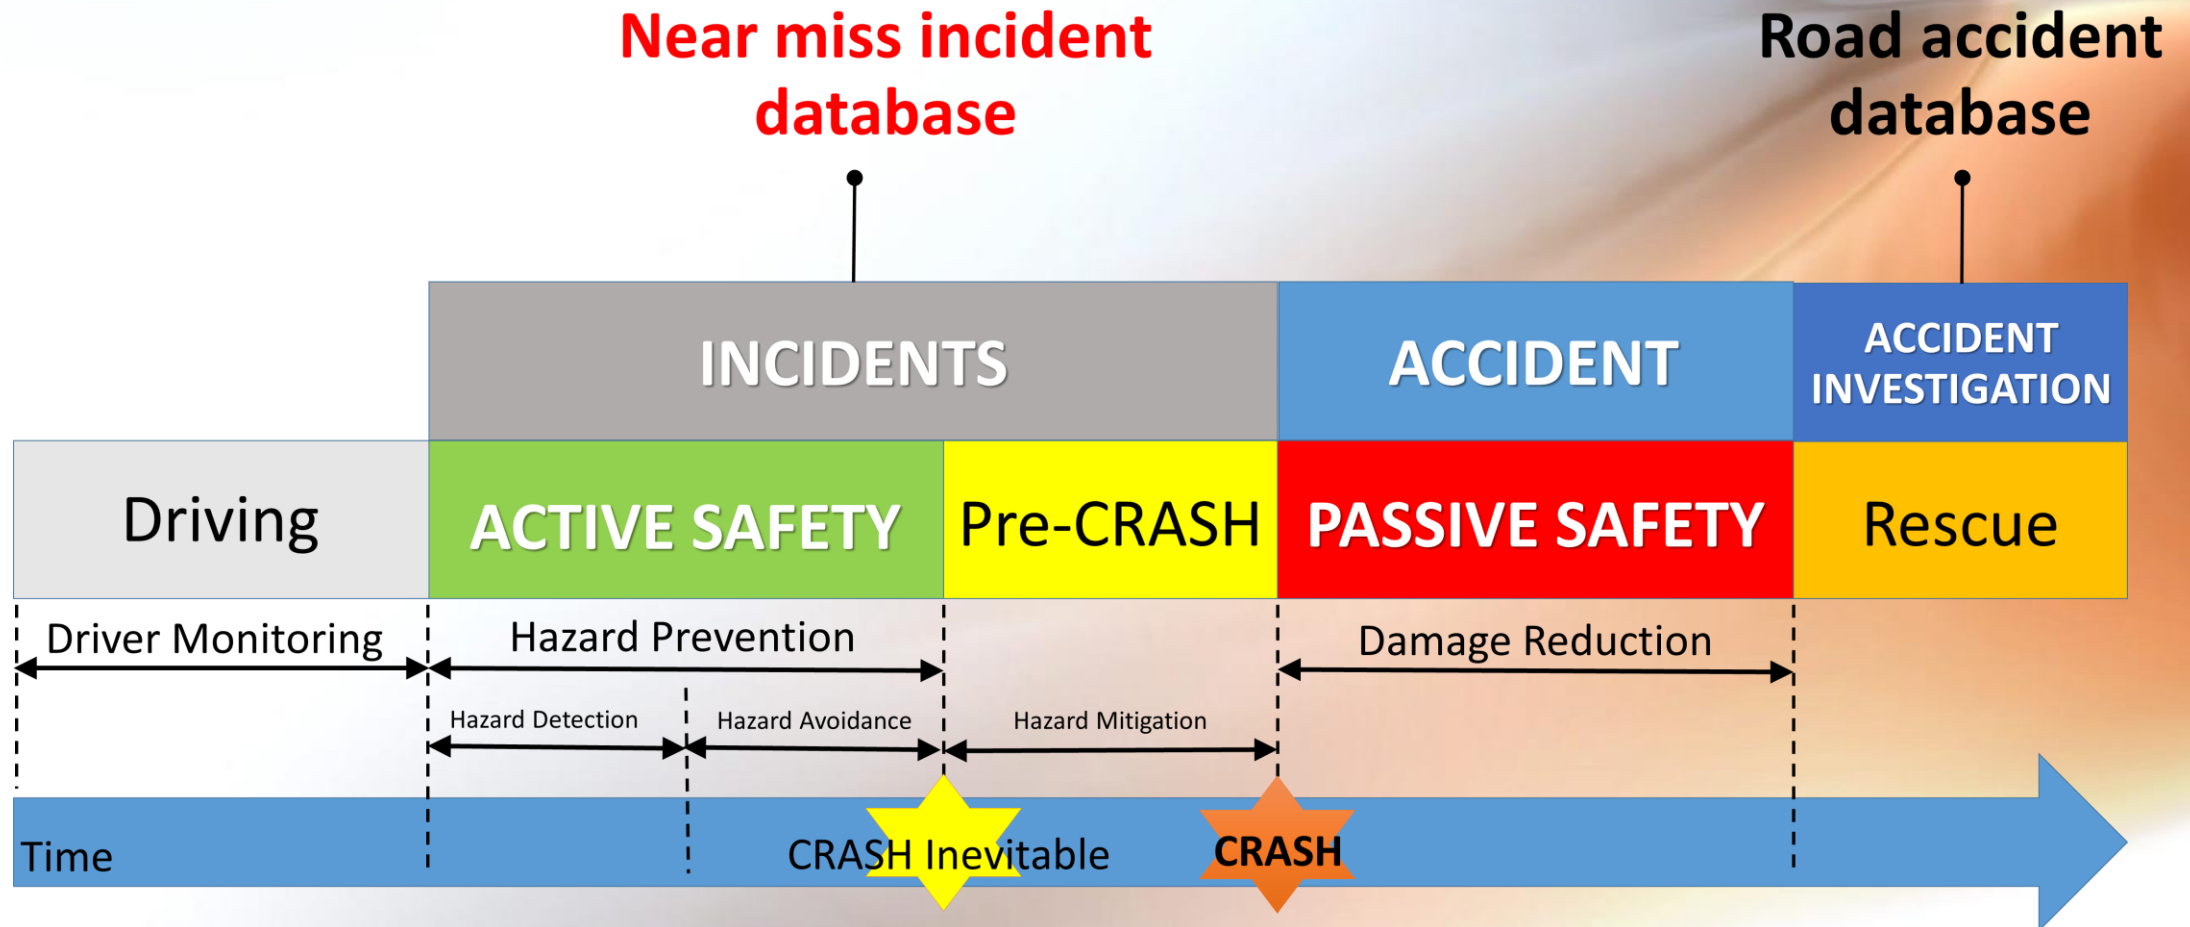 Near miss incident
database
Road accident
database
INCIDENTS
ACCIDENT
ACCIDENT
INVESTIGATION
Driving
ACTIVE SAFETY
Pre-CRASH
PASSIVE SAFETY
Rescue
Driver Monitoring
Hazard Prevention
Damage Reduction
Hazard Detection
Hazard Avoidance
Hazard Mitigation
Time
CRASH Inevitable
CRASH